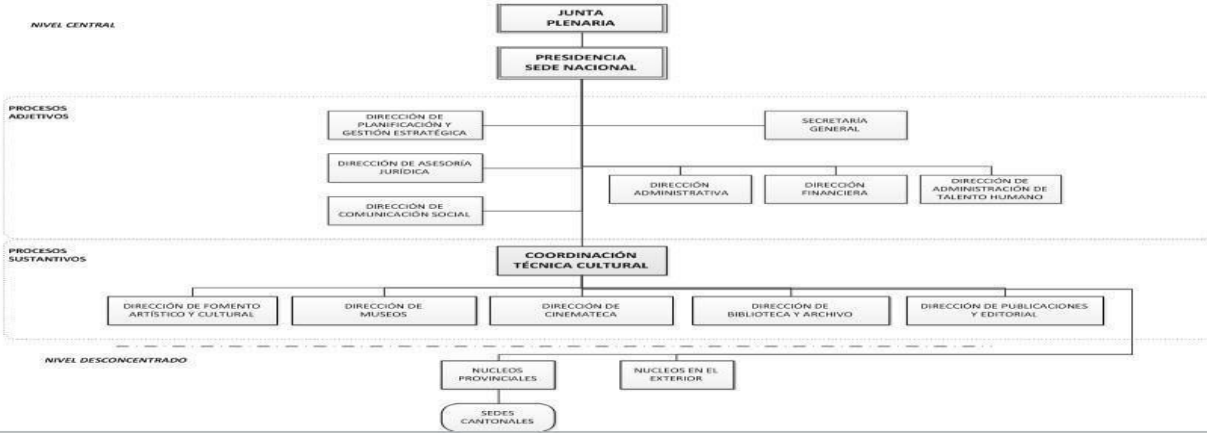 JUNTA
PLENARIA
NIVEL CENTRAL
PRESIDENCIA
SEDE NACIONAL
PROCESOS
ADJETIVOS
DIRECCIÓN DE
PLANIFICACIÓN Y
GESTIÓN ESTRATÉGICA
SECRETARÍA
GENERAL
DIRECCIÓN DE ASESORÍA
JURÍDICA
DIRECCIÓN
ADMINISTRATIVA
DIRECCIÓN
FINANCIERA
DIRECCIÓN DE
ADMINISTRACIÓN DE
TALENTO HUMANO
DIRECCIÓN DE
COMUNICACIÓN SOCIAL
PROCESOS
SUSTANTIVOS
COORDINACIÓN
TÉCNICA CULTURAL
DIRECCIÓN DE FOMENTO
ARTÍSTICO Y CULTURAL
DIRECCIÓN DE
MUSEOS
DIRECCIÓN DE
CINEMATECA
DIRECCIÓN DE
BIBLIOTECA Y ARCHIVO
DIRECCIÓN DE PUBLICACIONES
Y EDITORIAL
NIVEL DESCONCENTRADO
NUCLEOS
PROVINCIALES
NUCLEOS EN EL
EXTERIOR
SEDES
CANTONALES